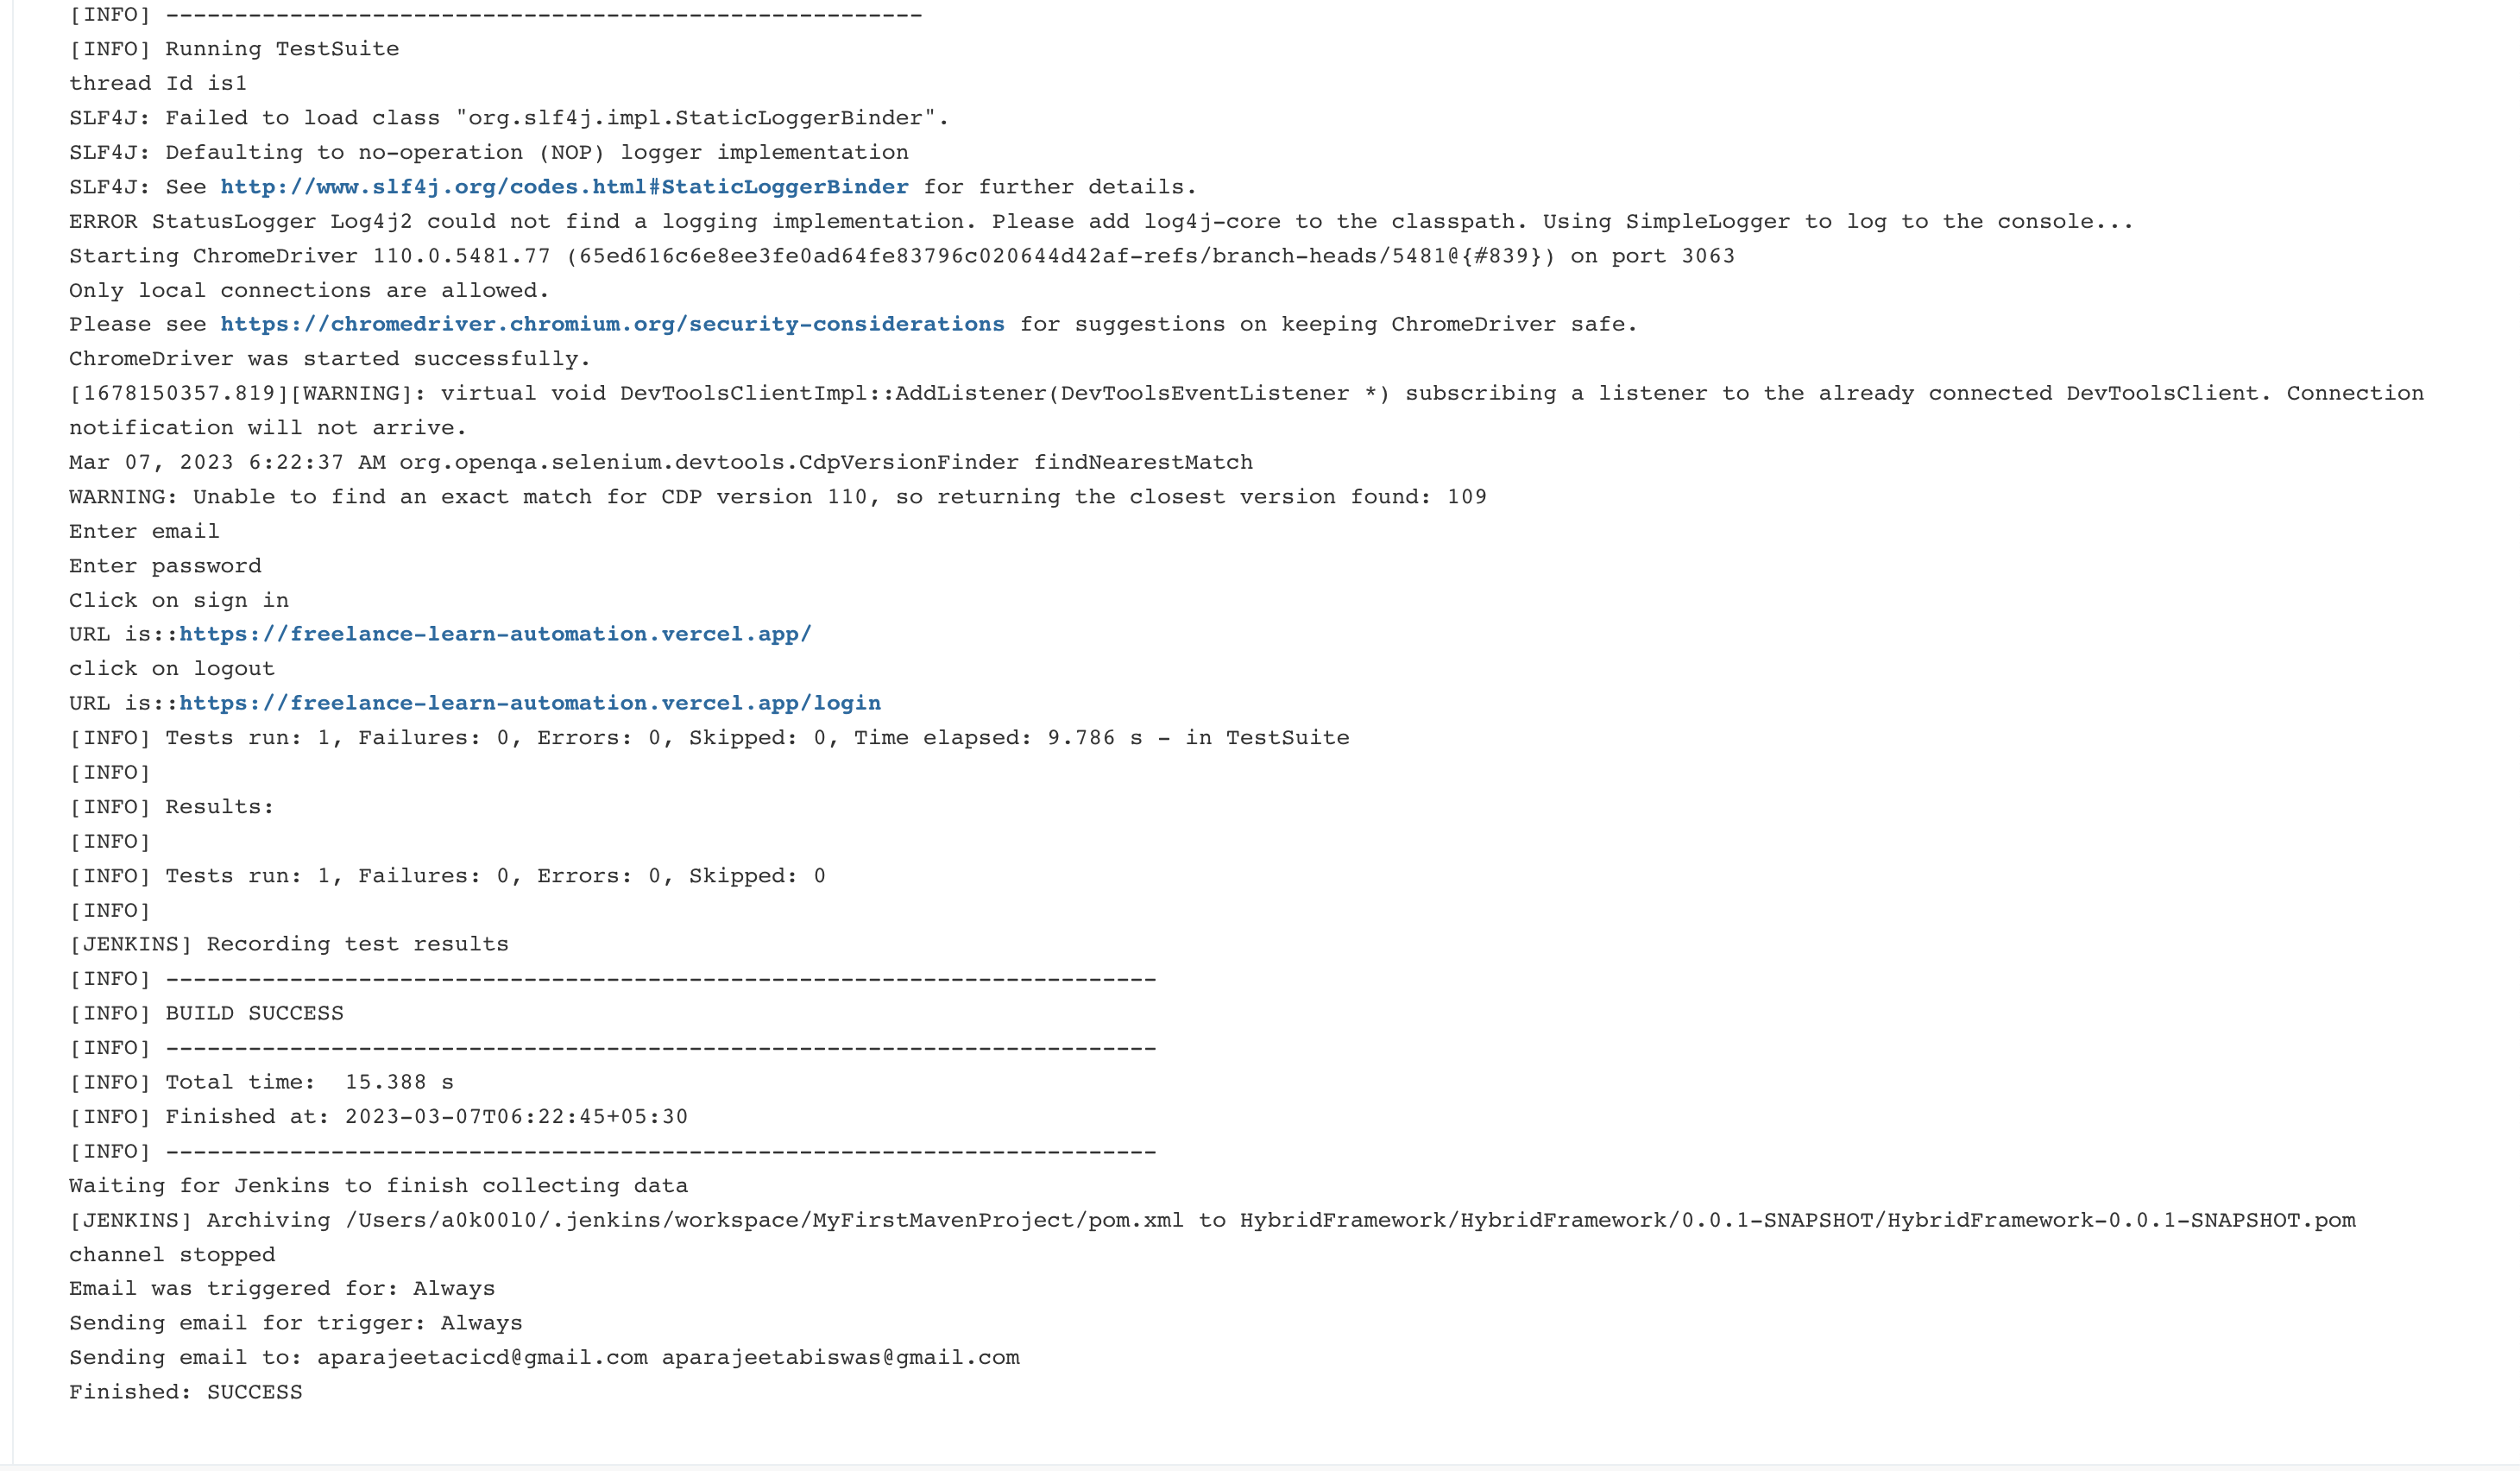 [INFO] -------------------------------------------------------
[INFO] Running TestSuite
thread Id is1
SLF4J: Failed to load class "org.slf4j.impl.StaticLoggerBinder".
SLF4J: Defaulting to no-operation (NOP) logger implementation
SLF4J: See http://www.slf4j.org/codes.html#StaticLoggerBinder for further details.
ERROR StatusLogger Log4j2 could not find a logging implementation. Please add log4j-core to the classpath. Using SimpleLogger to log to the console...
Starting ChromeDriver 110.0.5481.77 (65ed616c6e8ee3fe0ad64fe83796c020644d42af-refs/branch-heads/5481@{#839}) on port 3063
Only local connections are allowed.
Please see https://chromedriver.chromium.org/security-considerations for suggestions on keeping ChromeDriver safe.
ChromeDriver was started successfully.
[1678150357.819][WARNING]: virtual void DevToolsClientImpl::AddListener(DevToolsEventListener *) subscribing a listener to the already connected DevToolsClient. Connection
notification will not arrive.
Mar 07, 2023 6:22:37 AM org.openqa.selenium.devtools.CdpVersionFinder findNearestMatch
WARNING: Unable to find an exact match for CDP version 110, so returning the closest version found: 109
Enter email
Enter password
Click on sign in
URL is::https://freelance-learn-automation.vercel.app/
click on logout
URL is::https://freelance-learn-automation.vercel.app/login
[INFO] Tests run: 1, Failures: 0, Errors: 0, Skipped: 0, Time elapsed: 9.786 s - in TestSuite
[INFO]
[INFO] Results:
[INFO]
[INFO] Tests run: 1, Failures: 0, Errors: 0, Skipped: 0
[INFO]
[JENKINS] Recording test results
[INFO] ------------------------------------------------------------------------
[INFO] BUILD SUCCESS
[INFO] ------------------------------------------------------------------------
[INFO] Total time:  15.388 s
[INFO] Finished at: 2023-03-07T06:22:45+05:30
[INFO] ------------------------------------------------------------------------
Waiting for Jenkins to finish collecting data
[JENKINS] Archiving /Users/a0k00l0/.jenkins/workspace/MyFirstMavenProject/pom.xml to HybridFramework/HybridFramework/0.0.1-SNAPSHOT/HybridFramework-0.0.1-SNAPSHOT.pom
channel stopped
Email was triggered for: Always
Sending email for trigger: Always
Sending email to: aparajeetacicd@gmail.com aparajeetabiswas@gmail.com
Finished: SUCCESS